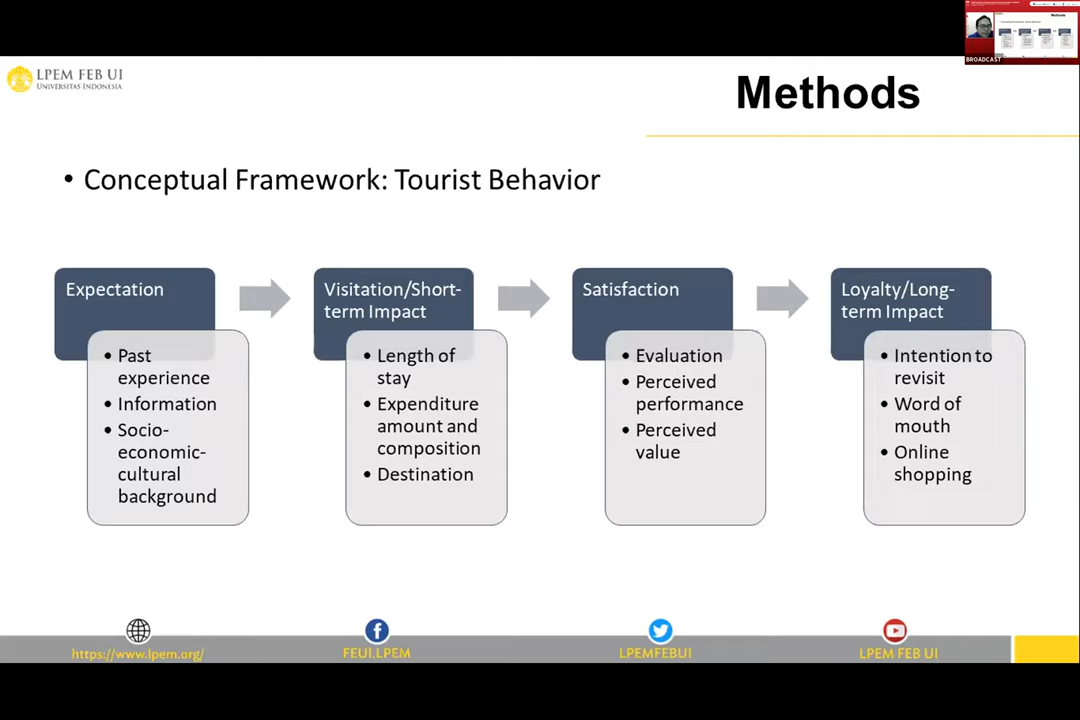 LPEM FEB UI
UNIVERSITAS INDONESIA
Methods
BROADCAST
Methods
• Conceptual Framework: Tourist Behavior
Expectation
• Past
experience
• Information
• Socio-
economic-
cultural
background
Visitation/Short-
term Impact
• Length of
stay
• Expenditure
amount and
composition
• Destination
Satisfaction
• Evaluation
• Perceived
performance
• Perceived
value
Loyalty/Long-
term Impact
• Intention to
revisit
• Word of
mouth
• Online
shopping
https://www.lpem.org/
FEUI.LPEM
LPEMFEBUI
LPEM FEB UI